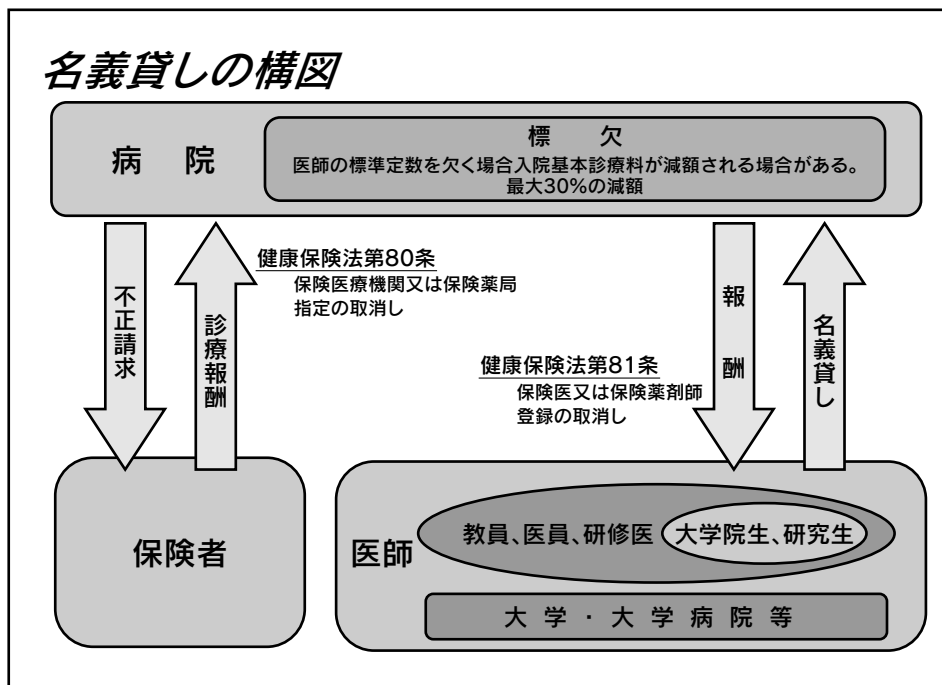 名義貸しの構図
病 院
標 欠
医師の標準定数を欠く場合入院基本診療料が減額される場合がある。
最大30%の減額
不正請求
診療報酬
健康保険法第80条
保険医療機関又は保険薬局
指定の取消し
健康保険法第81条
保険医又は保険薬剤師
登録の取消し
報 酬
名義貸し
保険者
医師
教員、医員、研修医
大学院生、研究生
大 学 ・ 大 学 病 院 等